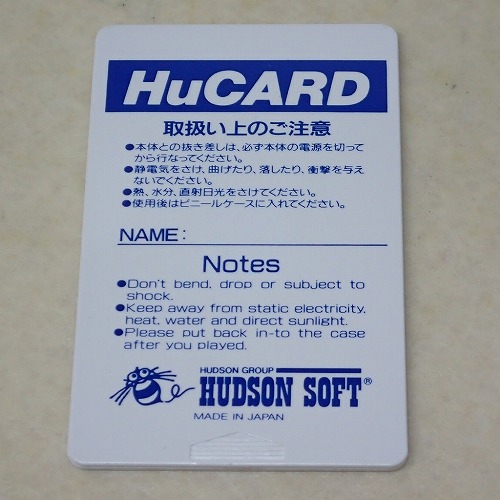 HuCARD
取扱い上のご注意
●本体との抜き差しは、必ず本体の電源を切って
から行なってください。
●静電気をさけ、曲げたり、落したり、衝撃を与え
ないでください。
●熱、水分、直射日光をさけてください。
●使用後はビニールケースに入れてください。
NAME:
Notes
●Don't bend, drop or subject to
shock.
●Keep away from static electricity,
heat, water and direct sunlight.
●Please put back in-to the case
after you played.
HUDSON GROUP
HUDSON SOFT®
MADE IN JAPAN